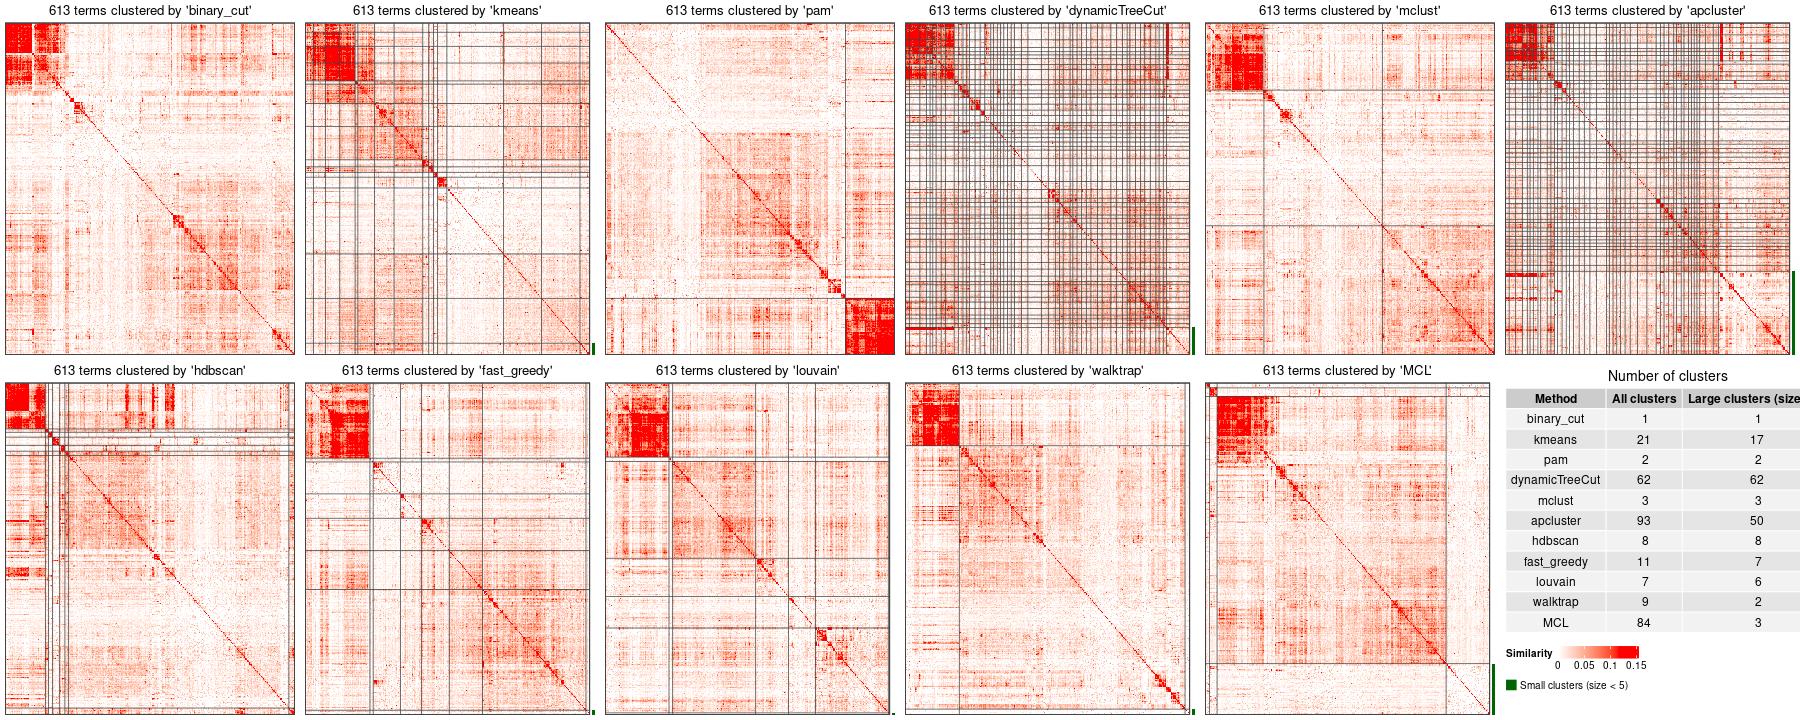 613 terms clustered by 'binary_cut'
613 terms clustered by 'kmeans'
613 terms clustered by 'pam'
613 terms clustered by 'dynamicTreeCut'
613 terms clustered by 'mclust'
613 terms clustered by 'apcluster'
613 terms clustered by 'hdbscan'
613 terms clustered by 'fast_greedy'
613 terms clustered by 'louvain'
613 terms clustered by 'walktrap'
613 terms clustered by 'MCL'
Number of clusters
Method All clusters Large clusters (size
binary_cut 1 1
kmeans 21 17
pam 2 2
dynamicTreeCut 62 62
mclust 3 3
apcluster 93 50
hdbscan 8 8
fast_greedy 11 7
louvain 7 6
walktrap 9 2
MCL 84 3
Similarity
0 0.05 0.1 0.15
Small clusters (size < 5)